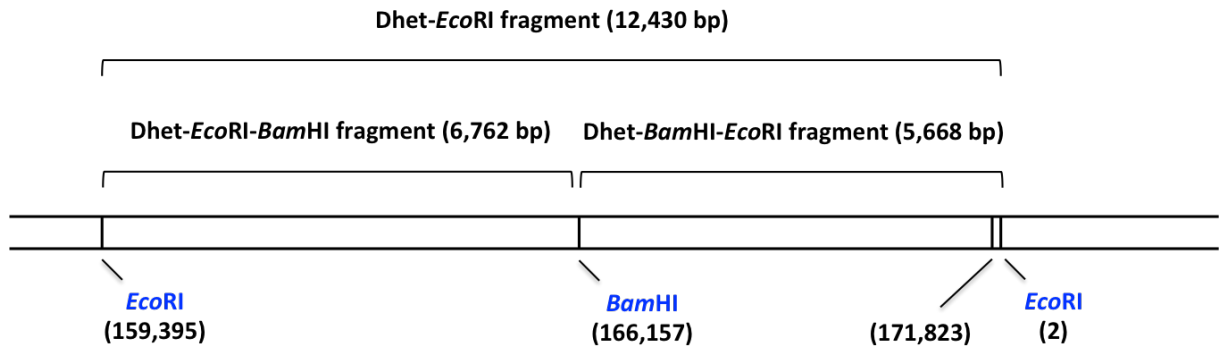 Dhet-EcoRI fragment (12,430 bp)
Dhet-EcoRI-BamHI fragment (6,762 bp)
Dhet-BamHI-EcoRI fragment (5,668 bp)
EcoRI
(159,395)
BamHI
(166,157)
(171,823)
EcoRI
(2)